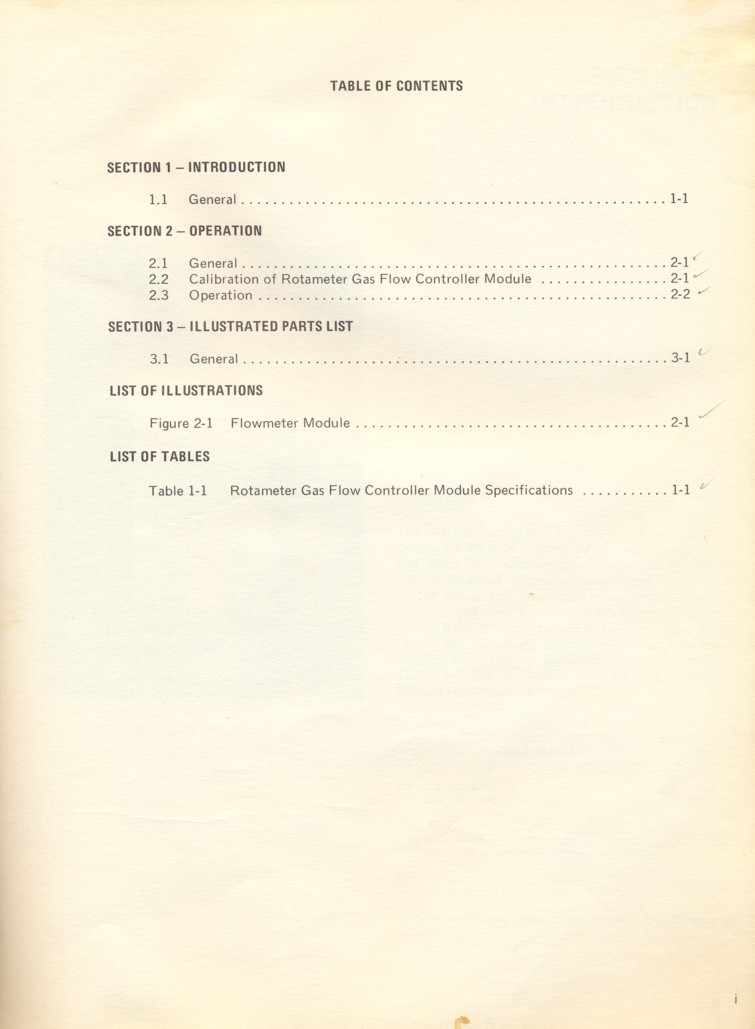 TABLE OF CONTENTS
SECTION 1 – INTRODUCTION
1.1 General . . . . . . . . . . . . . . . . . . . . . . . . . . . . . . . . . . . . . . . . . . . . . . . . . . . . 1-1
SECTION 2 – OPERATION
2.1 General . . . . . . . . . . . . . . . . . . . . . . . . . . . . . . . . . . . . . . . . . . . . . . . . . . . . 2-1
2.2 Calibration of Rotameter Gas Flow Controller Module . . . . . . . . . . . . . . . . 2-1
2.3 Operation . . . . . . . . . . . . . . . . . . . . . . . . . . . . . . . . . . . . . . . . . . . . . . . . . . 2-2
SECTION 3 – ILLUSTRATED PARTS LIST
3.1 General . . . . . . . . . . . . . . . . . . . . . . . . . . . . . . . . . . . . . . . . . . . . . . . . . . . . 3-1
LIST OF ILLUSTRATIONS
Figure 2-1 Flowmeter Module . . . . . . . . . . . . . . . . . . . . . . . . . . . . . . . . . . . . . . 2-1
LIST OF TABLES
Table 1-1 Rotameter Gas Flow Controller Module Specifications . . . . . . . . . . . 1-1
i